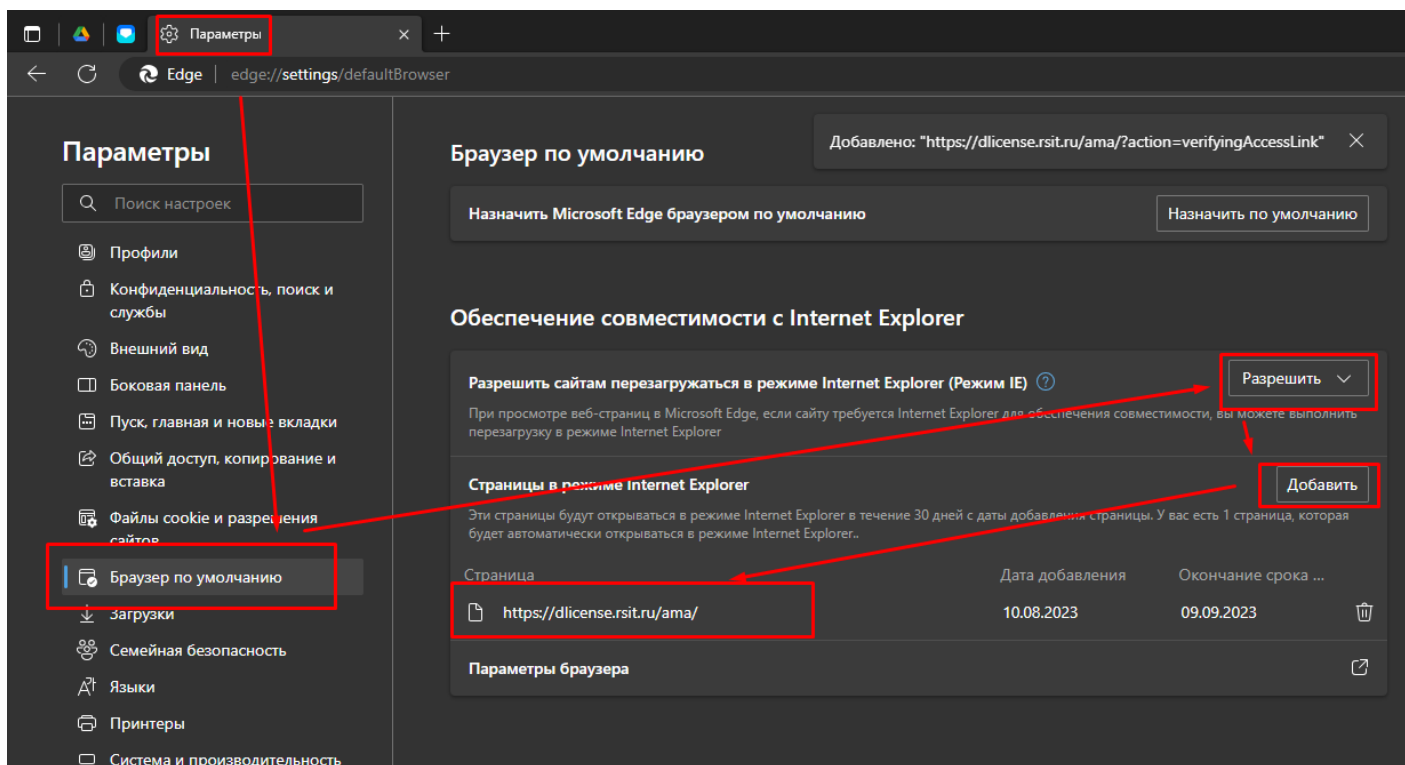 Параметры
Edge | edge://settings/defaultBrowser
Параметры
Поиск настроек
Профили
Конфиденциальность, поиск и
службы
Внешний вид
Боковая панель
Пуск, главная и новые вкладки
Общий доступ, копирование и
вставка
Файлы cookie и разрешения
сайтов
Браузер по умолчанию
Загрузки
Семейная безопасность
Языки
Принтеры
Система и производительность
Добавлено: "https://dlicense.rsit.ru/ama/?action=verifyingAccessLink"
Браузер по умолчанию
Назначить Microsoft Edge браузером по умолчанию
Назначить по умолчанию
Обеспечение совместимости с Internet Explorer
Разрешить сайтам перезагружаться в режиме Internet Explorer (Режим IE)
Разрешить
При просмотре веб-страниц в Microsoft Edge, если сайту требуется Internet Explorer для обеспечения совместимости, вы можете выполнить
перезагрузку в режиме Internet Explorer
Страницы в режиме Internet Explorer
Добавить
Эти страницы будут открываться в режиме Internet Explorer в течение 30 дней с даты добавления страницы. У вас есть 1 страница, которая
будет автоматически открываться в режиме Internet Explorer..
Страница Дата добавления Окончание срока ...
https://dlicense.rsit.ru/ama/ 10.08.2023 09.09.2023
Параметры браузера